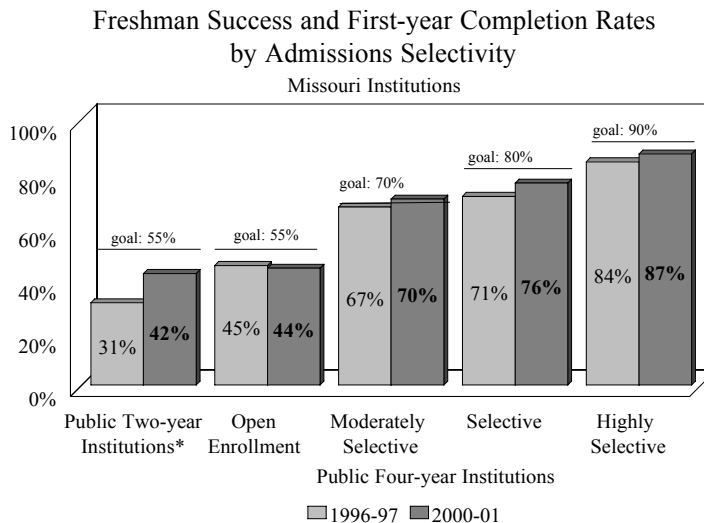 Freshman Success and First-year Completion Rates
by Admissions Selectivity
Missouri Institutions
100%
80%
60%
40%
20%
0%
goal: 55%
goal: 55%
goal: 70%
goal: 80%
goal: 90%
31%
42%
45%
44%
67%
70%
71%
76%
84%
87%
Public Two-year
Institutions*
Open
Enrollment
Moderately
Selective
Selective
Highly
Selective
Public Four-year Institutions
1996-97
2000-01